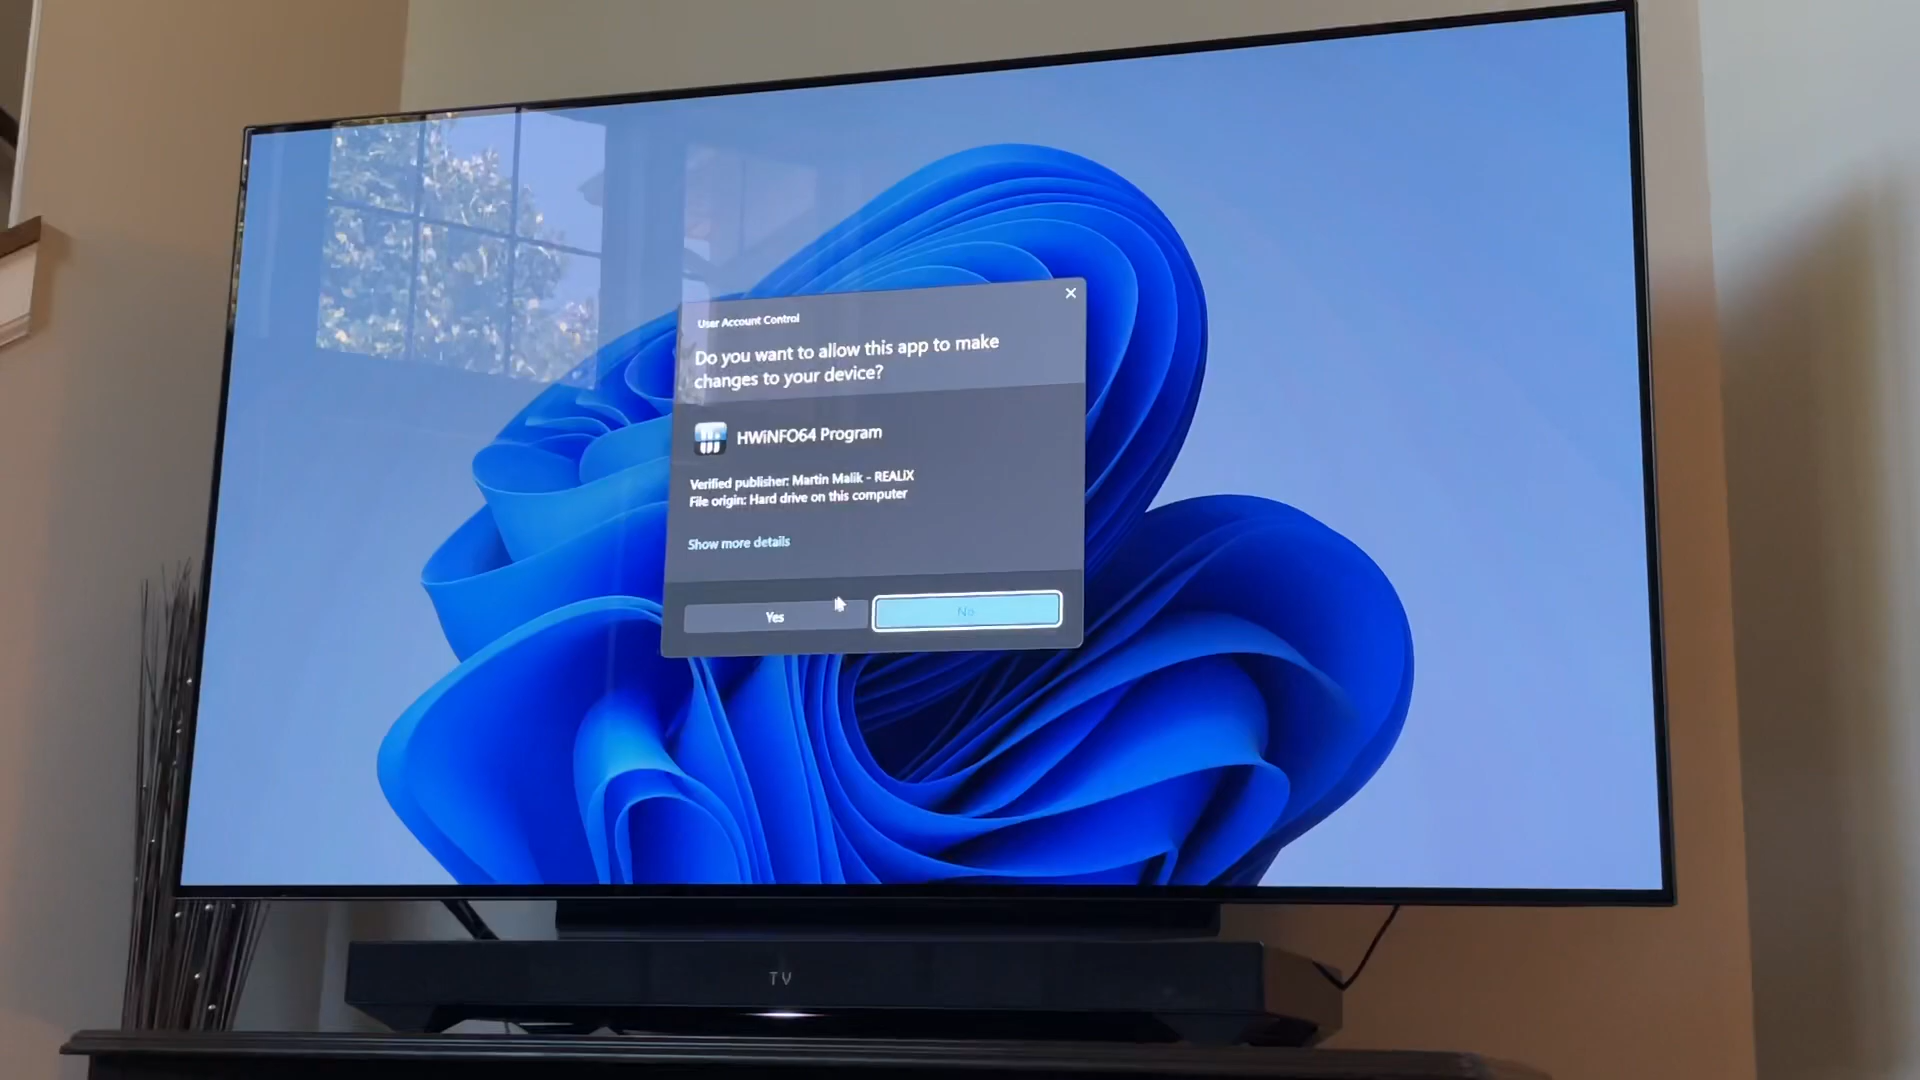 User Account Control
Do you want to allow this app to make
changes to your device?
HWiNFO64 Program
Verified publisher: Martin Malik - REALiX
File origin: Hard drive on this computer
Show more details
Yes
No
TV